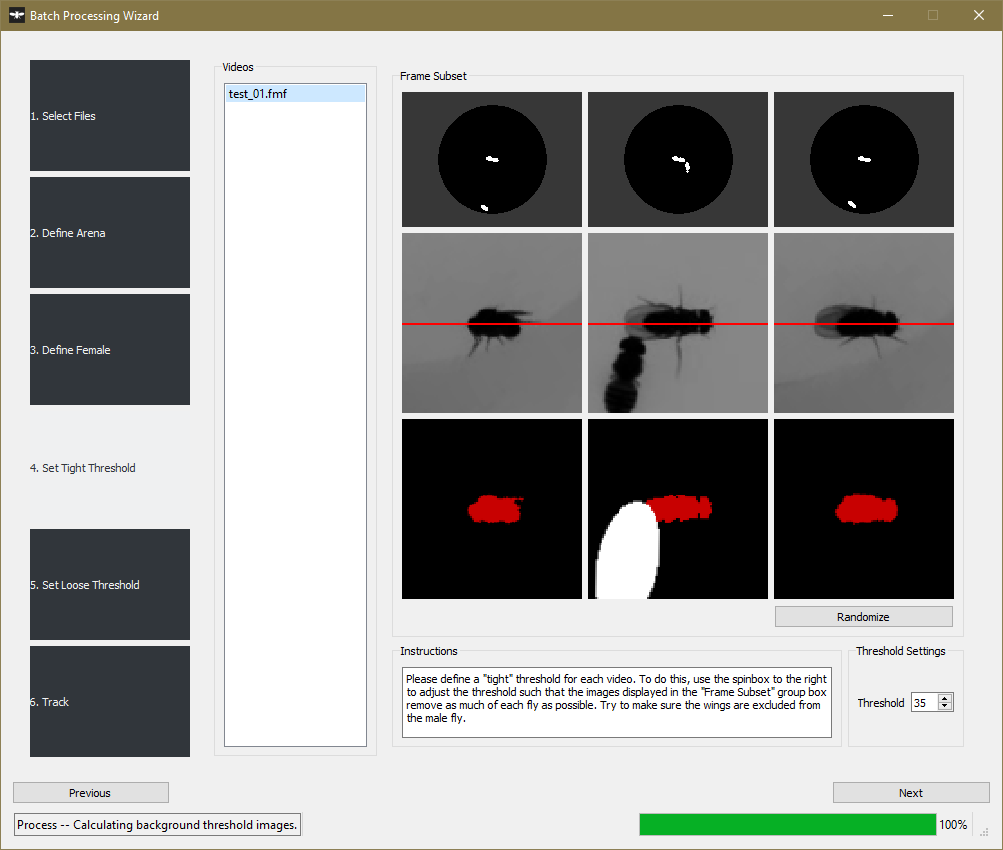 Batch Processing Wizard
1. Select Files
2. Define Arena
3. Define Female
4. Set Tight Threshold
5. Set Loose Threshold
6. Track
Videos
test_01.fmf
Frame Subset
Randomize
Instructions
Please define a "tight" threshold for each video. To do this, use the spinbox to the right
to adjust the threshold such that the images displayed in the "Frame Subset" group box
remove as much of each fly as possible. Try to make sure the wings are excluded from
the male fly.
Threshold Settings
Threshold 35
Previous
Next
Process -- Calculating background threshold images.
100%